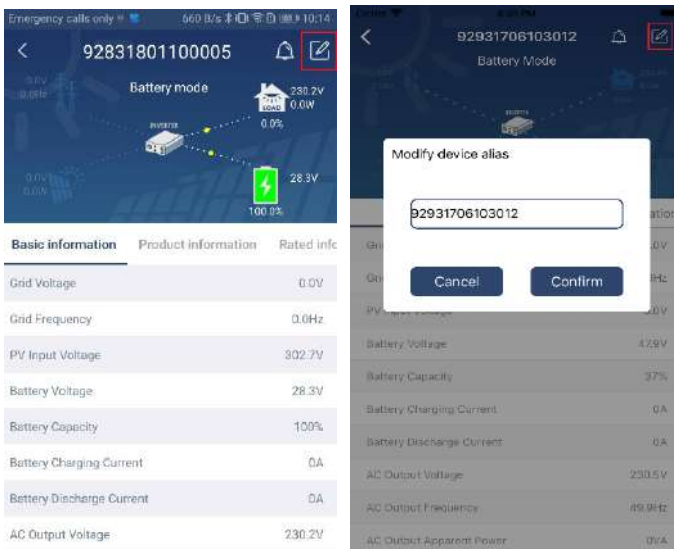 Emergency calls only
660 B/s
10:14
92831801100005
Battery mode
230.2V
0.0W
LOAD
0.0%
INVERTER
28.3V
100.0%
Basic information Product information Rated info
Grid Voltage 0.0V
Grid Frequency 0.0Hz
PV Input Voltage 302.7V
Battery Voltage 28.3V
Battery Capacity 100%
Battery Charging Current 0A
Battery Discharge Current 0A
AC Output Voltage 230.2V
92931706103012
Battery Mode
Modify device alias
92931706103012
Cancel Confirm
Battery Voltage 47.9V
Battery Capacity 37%
Battery Charging Current 0A
Battery Discharge Current 0A
AC Output Voltage 230.5V
AC Output Frequency 49.9Hz
AC Output Apparent Power 0VA